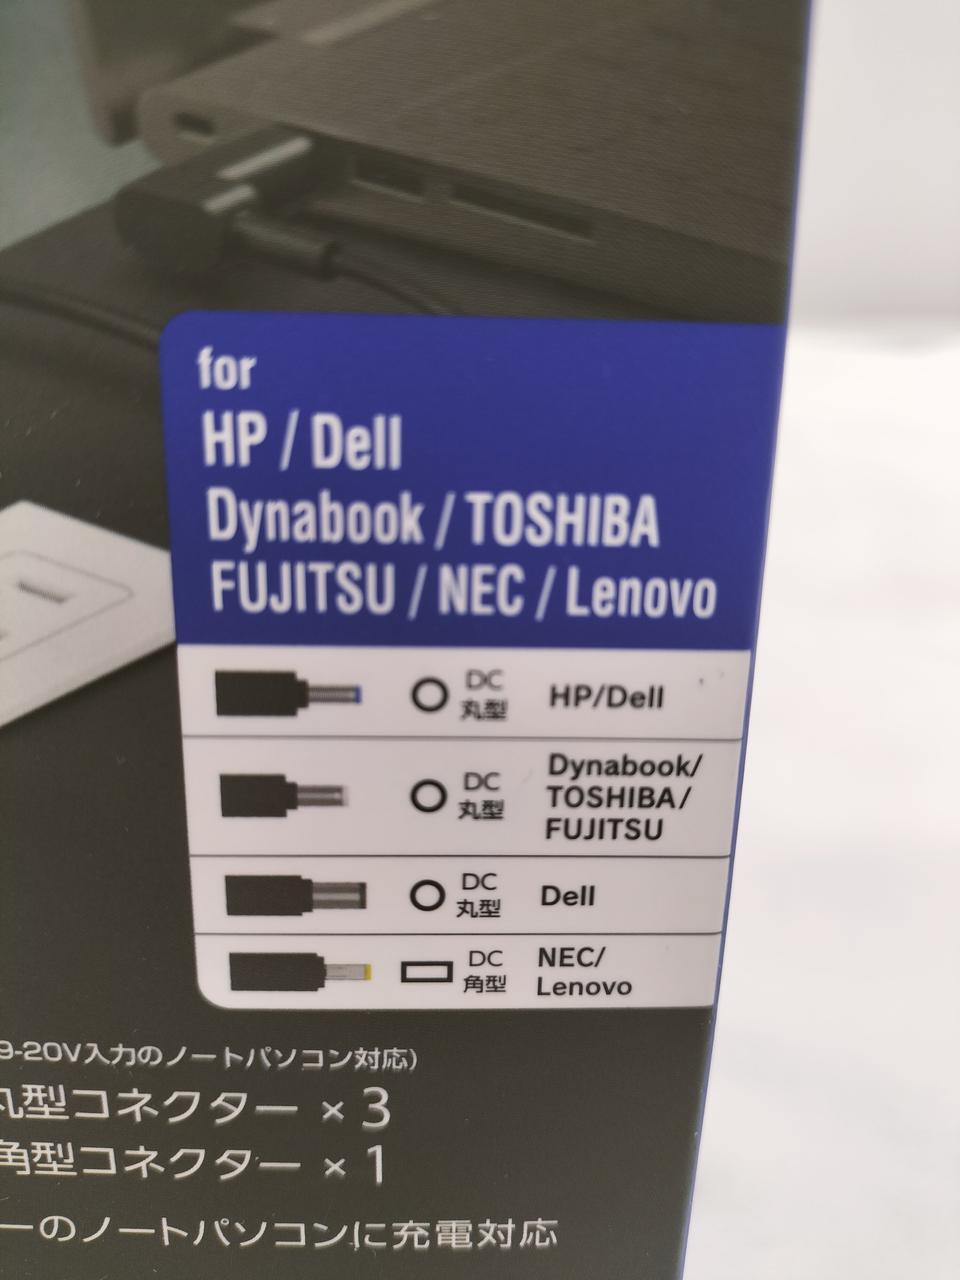 for
HP / Dell
Dynabook / TOSHIBA
FUJITSU / NEC / Lenovo
DC
丸型
HP/Dell
DC
丸型
Dynabook/
TOSHIBA/
FUJITSU
DC
丸型
Dell
DC
角型
NEC/
Lenovo
9-20V入力のノートパソコン対応)
丸型コネクター × 3
角型コネクター × 1
ーのノートパソコンに充電対応